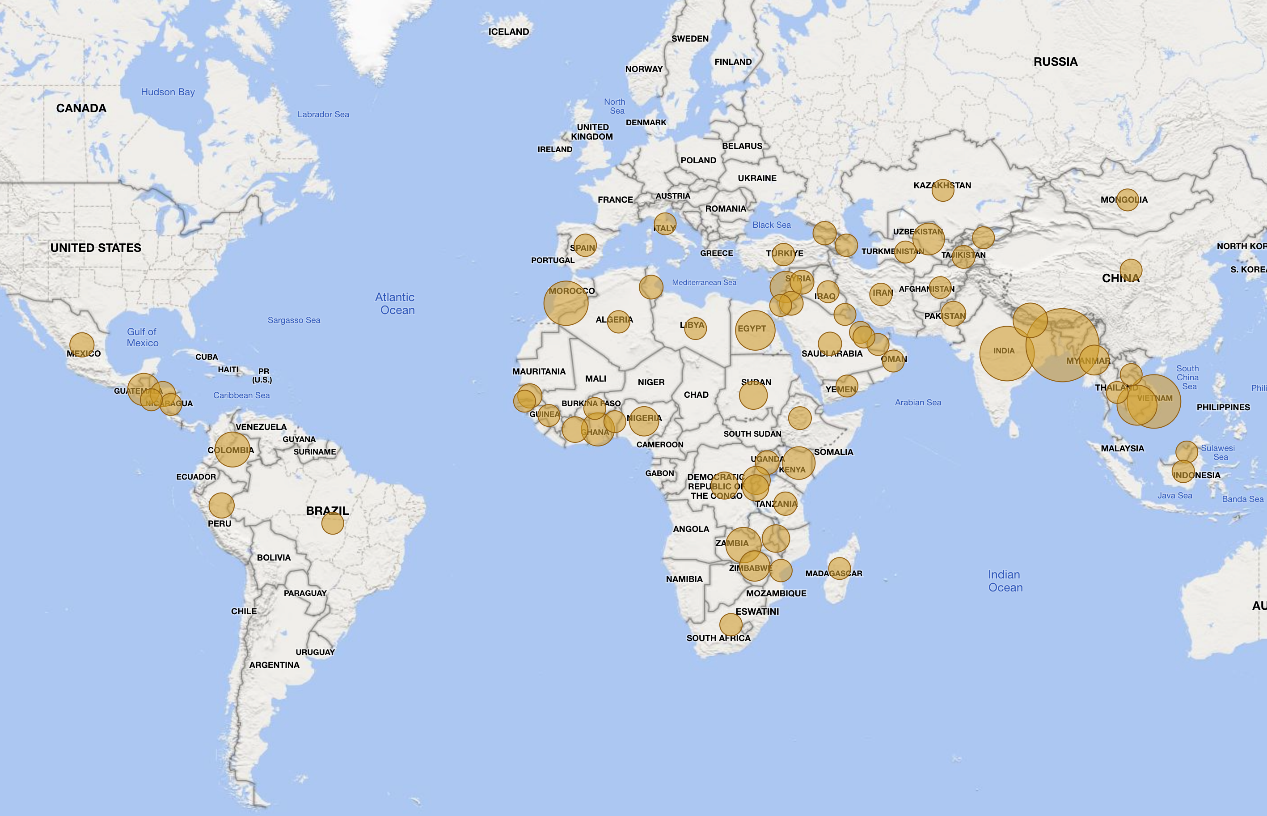 ICELAND
SWEDEN
FINLAND
NORWAY
RUSSIA
Hudson Bay
CANADA
Labrador Sea
North
Sea
DENMARK
UNITED
KINGDOM
IRELAND
BELARUS
POLAND
UKRAINE
KAZAKHSTAN
MONGOLIA
FRANCE
AUSTRIA
ROMANIA
ITALY
Black Sea
UZBEKISTAN
UNITED STATES
SPAIN
PORTUGAL
GREECE
TÜRKIYE
TURKMENISTAN
TAJIKISTAN
NORTH KOR
S. KOREA
CHINA
Mediterranean Sea
SYRIA
IRAQ
IRAN
AFGHANISTAN
MOROCCO
Atlantic
Ocean
Sargasso Sea
ALGERIA
LIBYA
EGYPT
PAKISTAN
Gulf of
Mexico
MEXICO
CUBA
HAITI
PR
(U.S.)
SAUDI ARABIA
OMAN
INDIA
MYANMAR
MAURITANIA
MALI
NIGER
CHAD
SUDAN
YEMEN
Arabian Sea
THAILAND
VIETNAM
South
China
Sea
Phili
PHILIPPINES
GUATEMA
NICARAGUA
Caribbean Sea
BURKINA FASO
GUINEA
GHANA
NIGERIA
CAMEROON
SOUTH SUDAN
SOMALIA
VENEZUELA
GUYANA
SURINAME
COLOMBIA
ECUADOR
MALAYSIA
Sulawesi
Sea
INDONESIA
Java Sea
Banda Sea
GABON
DEMOCRATIC
REPUBLIC OF
THE CONGO
UGANDA
KENYA
TANZANIA
PERU
BRAZIL
ANGOLA
ZAMBIA
BOLIVIA
ZIMBABWE
MADAGASCAR
Indian
Ocean
NAMIBIA
MOZAMBIQUE
PARAGUAY
CHILE
ESWATINI
SOUTH AFRICA
AU
URUGUAY
ARGENTINA